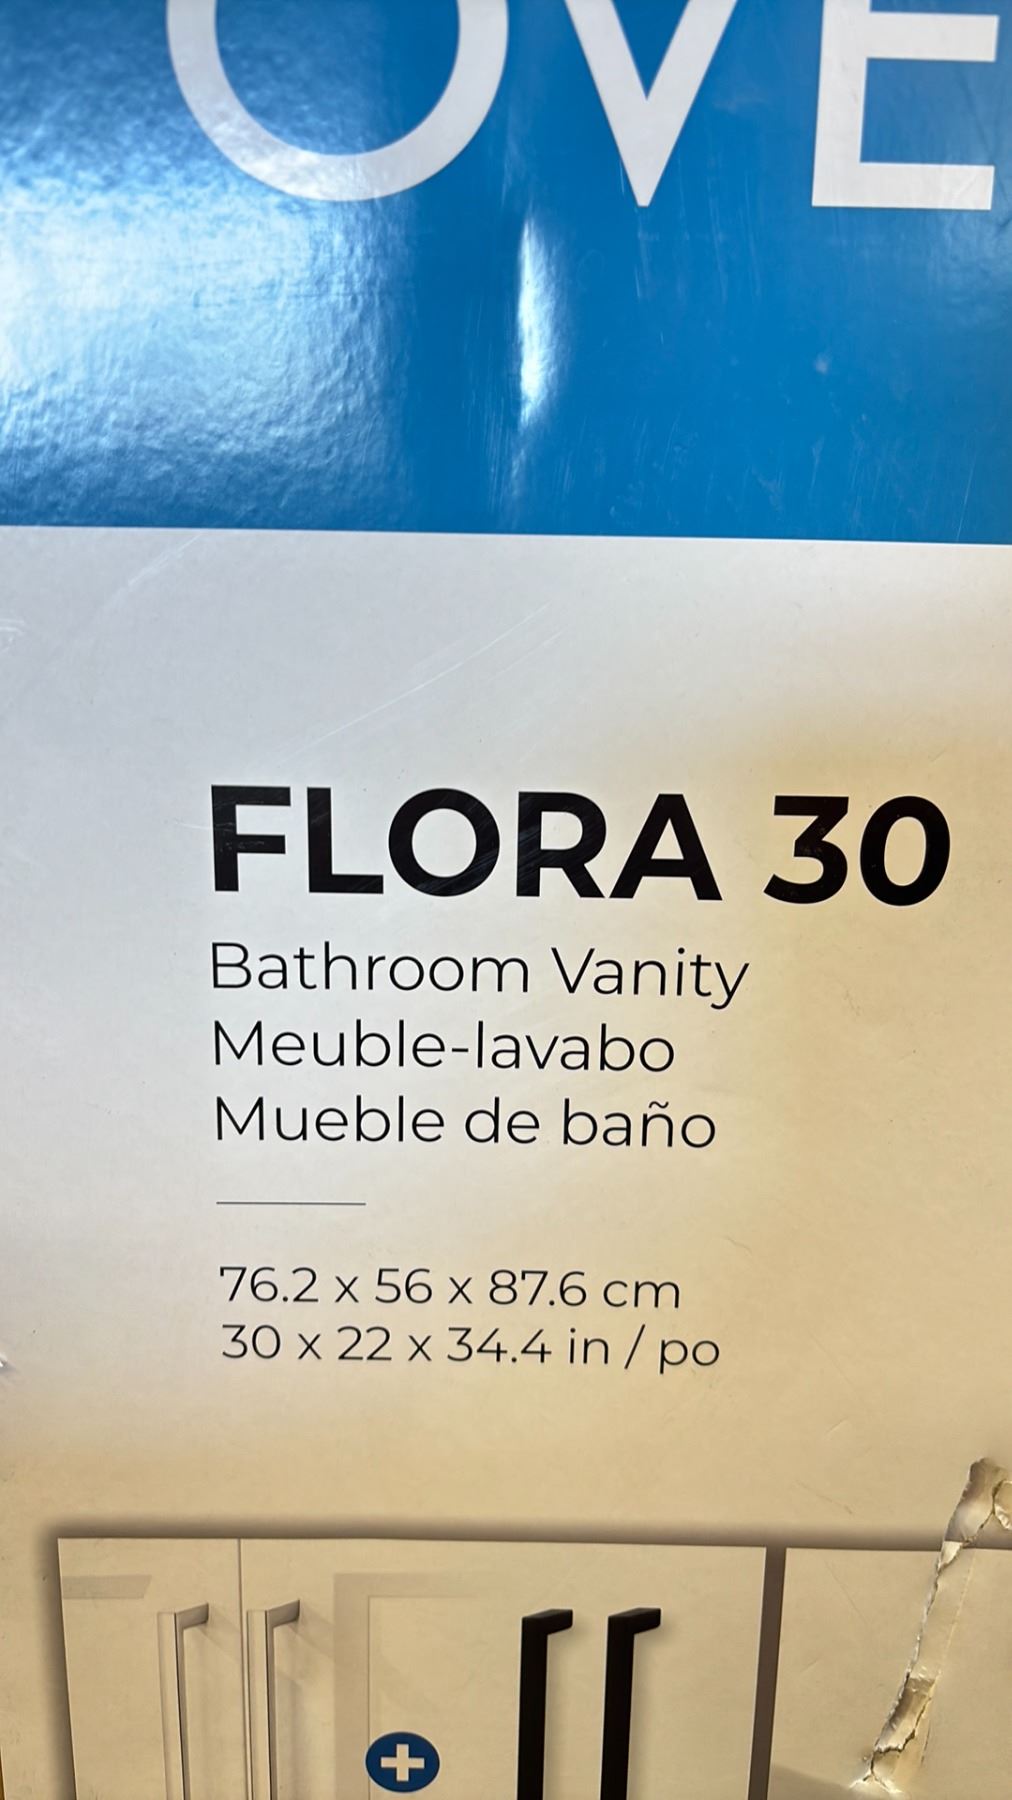 OVE
FLORA 30
Bathroom Vanity
Meuble-lavabo
Mueble de baño
76.2 x 56 x 87.6 cm
30 x 22 x 34.4 in / po